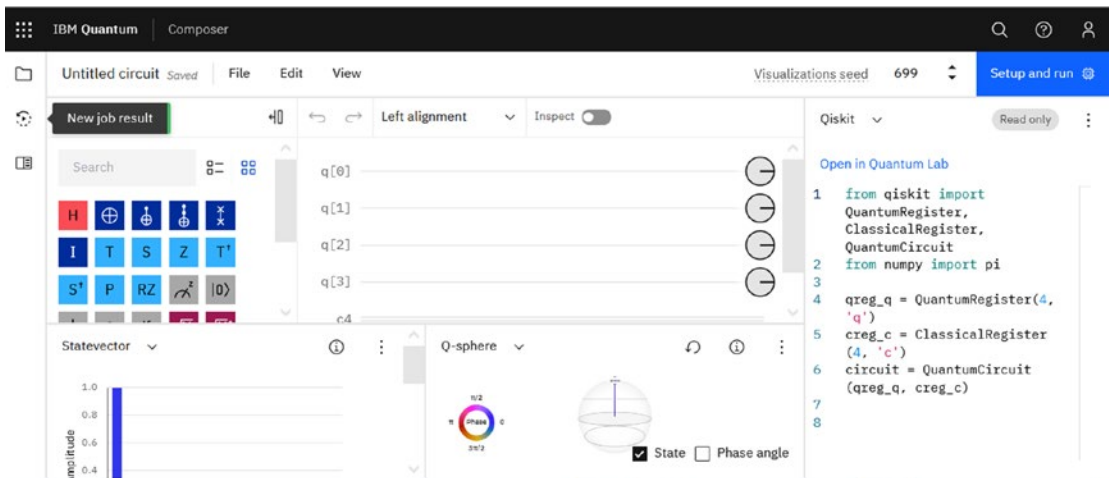 IBM Quantum Composer
Untitled circuit Saved File Edit View Visualizations seed 699 Setup and run
New job result
Left alignment Inspect
Search
H
I T S Z T†
S† P RZ z |0⟩
q[0]
q[1]
q[2]
q[3]
c4
Qiskit Read only
Open in Quantum Lab
1 from qiskit import
QuantumRegister,
ClassicalRegister,
QuantumCircuit
2 from numpy import pi
3
4 qreg_q = QuantumRegister(4,
'q')
5 creg_c = ClassicalRegister
(4, 'c')
6 circuit = QuantumCircuit
(qreg_q, creg_c)
7
8
Statevector
1.0
0.8
0.6
0.4
Q-sphere
π/2
π Phase 0
3π/2
State Phase angle